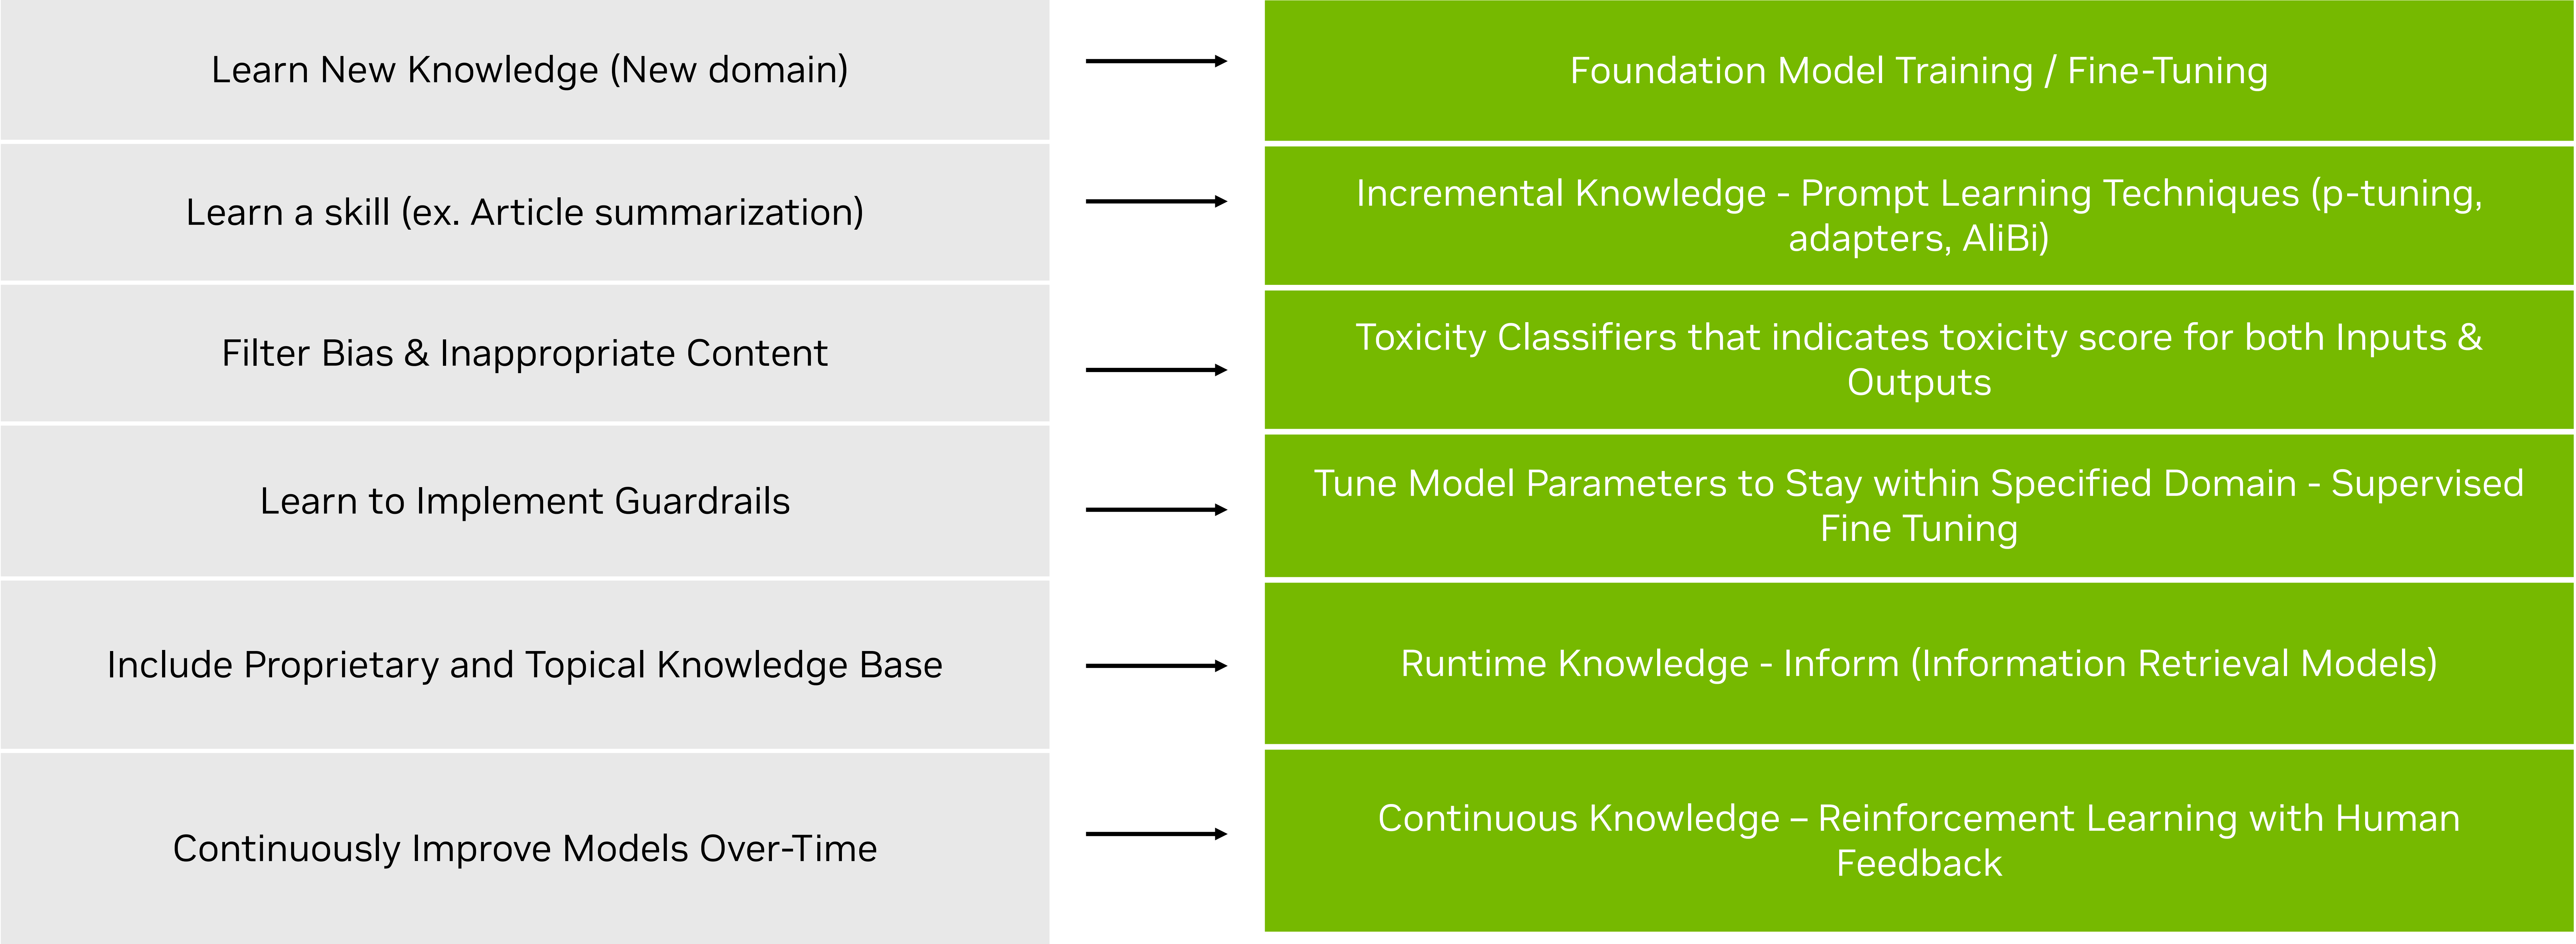 Learn New Knowledge (New domain)
Foundation Model Training / Fine-Tuning
Learn a skill (ex. Article summarization)
Incremental Knowledge - Prompt Learning Techniques (p-tuning,
adapters, AliBi)
Filter Bias & Inappropriate Content
Toxicity Classifiers that indicates toxicity score for both Inputs &
Outputs
Learn to Implement Guardrails
Tune Model Parameters to Stay within Specified Domain - Supervised
Fine Tuning
Include Proprietary and Topical Knowledge Base
Runtime Knowledge - Inform (Information Retrieval Models)
Continuously Improve Models Over-Time
Continuous Knowledge – Reinforcement Learning with Human
Feedback